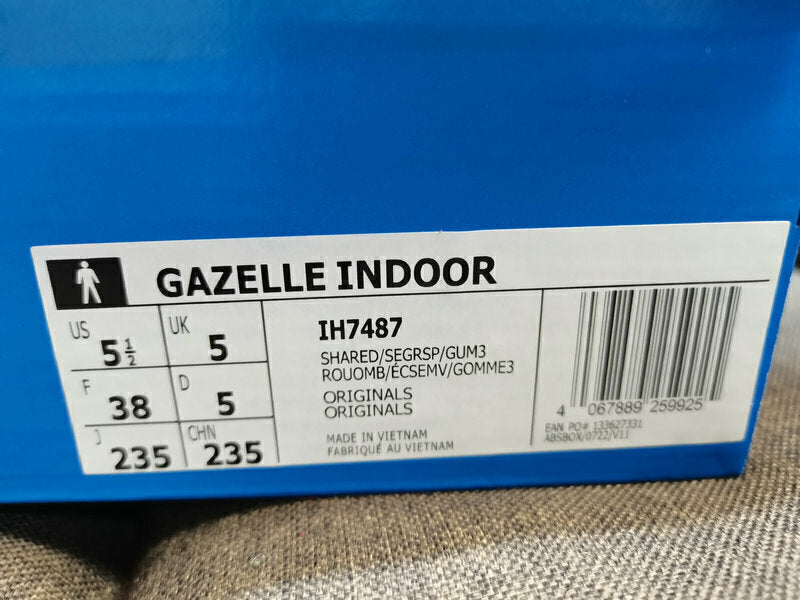 GAZELLE INDOOR
US 5½ UK 5
F 38 D 5
J 235 CHN 235
IH7487
SHARED/SEGRSP/GUM3
ROUOMB/ÉCSEMV/GOMME3
ORIGINALS
ORIGINALS
MADE IN VIETNAM
FABRIQUÉ AU VIETNAM
4 067889 259925
EAN PO# 133627331
ABSBOX/0722/V11